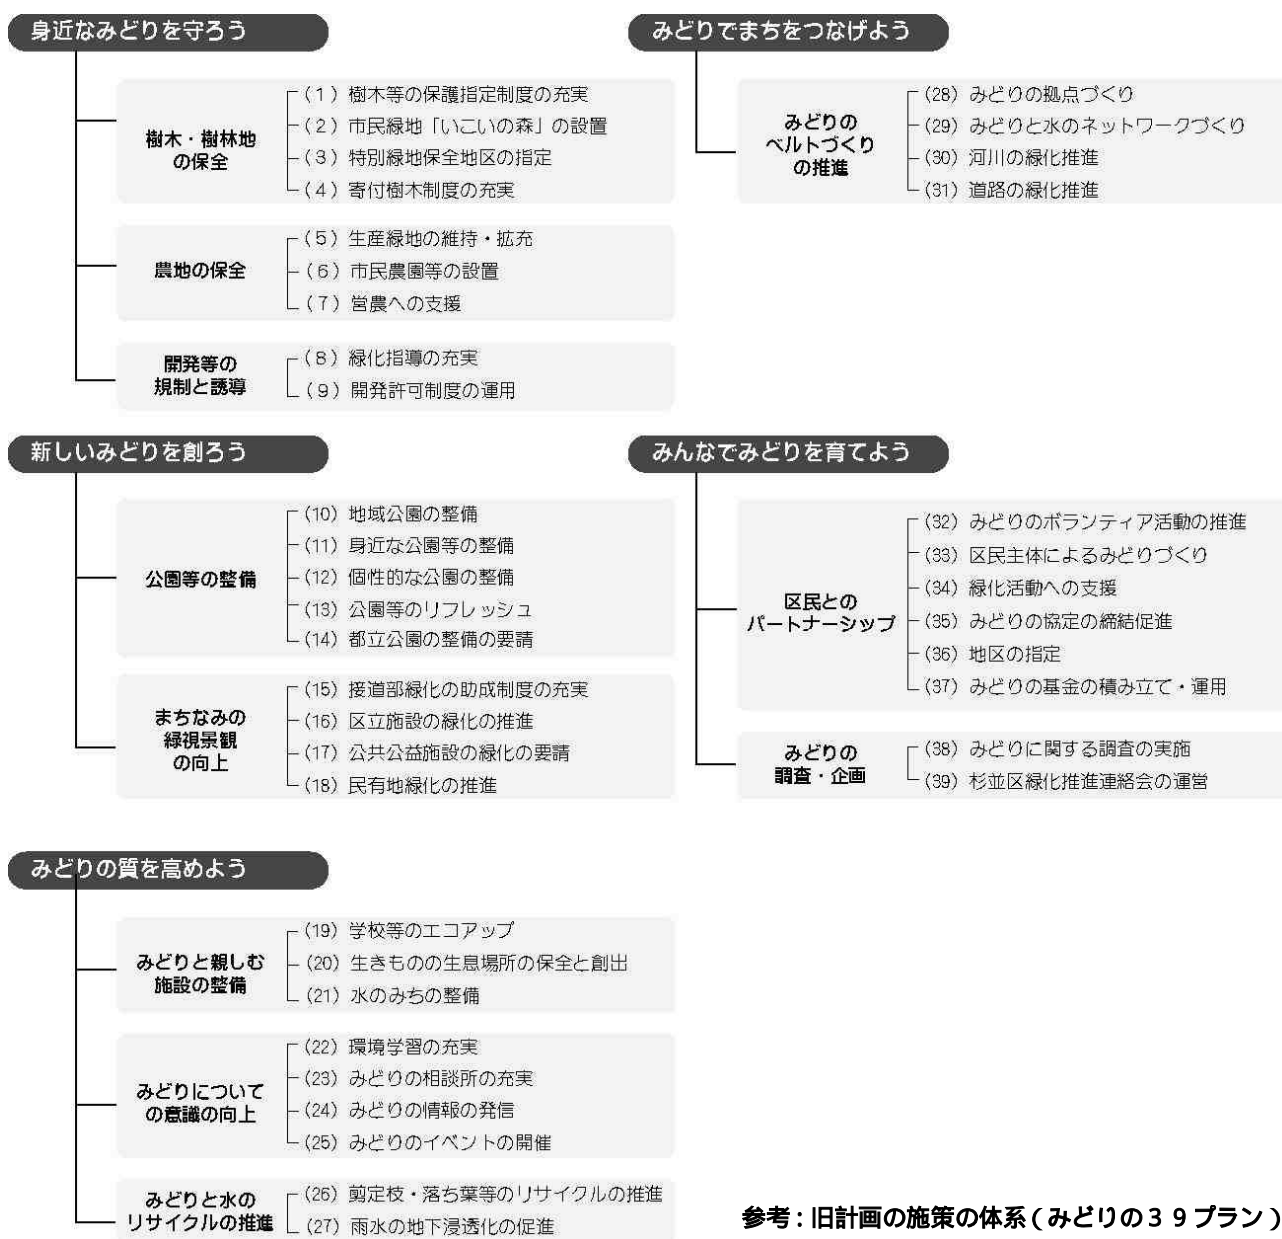 身近なみどりを守ろう
樹木・樹林地
の保全
(1) 樹木等の保護指定制度の充実
(2) 市民緑地「いこいの森」の設置
(3) 特別緑地保全地区の指定
(4) 寄付樹木制度の充実
農地の保全
(5) 生産緑地の維持・拡充
(6) 市民農園等の設置
(7) 営農への支援
開発等の
規制と誘導
(8) 緑化指導の充実
(9) 開発許可制度の運用
みどりでまちをつなげよう
みどりの
ベルトづくり
の推進
(28) みどりの拠点づくり
(29) みどりと水のネットワークづくり
(30) 河川の緑化推進
(31) 道路の緑化推進
新しいみどりを創ろう
公園等の整備
(10) 地域公園の整備
(11) 身近な公園等の整備
(12) 個性的な公園の整備
(13) 公園等のリフレッシュ
(14) 都立公園の整備の要請
まちなみの
緑視景観
の向上
(15) 接道部緑化の助成制度の充実
(16) 区立施設の緑化の推進
(17) 公共公益施設の緑化の要請
(18) 民有地緑化の推進
みんなでみどりを育てよう
区民との
パートナーシップ
(32) みどりのボランティア活動の推進
(33) 区民主体によるみどりづくり
(34) 緑化活動への支援
(35) みどりの協定の締結促進
(36) 地区の指定
(37) みどりの基金の積み立て・運用
みどりの
調査・企画
(38) みどりに関する調査の実施
(39) 杉並区緑化推進連絡会の運営
みどりの質を高めよう
みどりと親しむ
施設の整備
(19) 学校等のエコアップ
(20) 生きものの生息場所の保全と創出
(21) 水のみちの整備
みどりについて
の意識の向上
(22) 環境学習の充実
(23) みどりの相談所の充実
(24) みどりの情報の発信
(25) みどりのイベントの開催
みどりと水の
リサイクルの推進
(26) 剪定枝・落ち葉等のリサイクルの推進
(27) 雨水の地下浸透化の促進
参考:旧計画の施策の体系(みどりの39プラン)